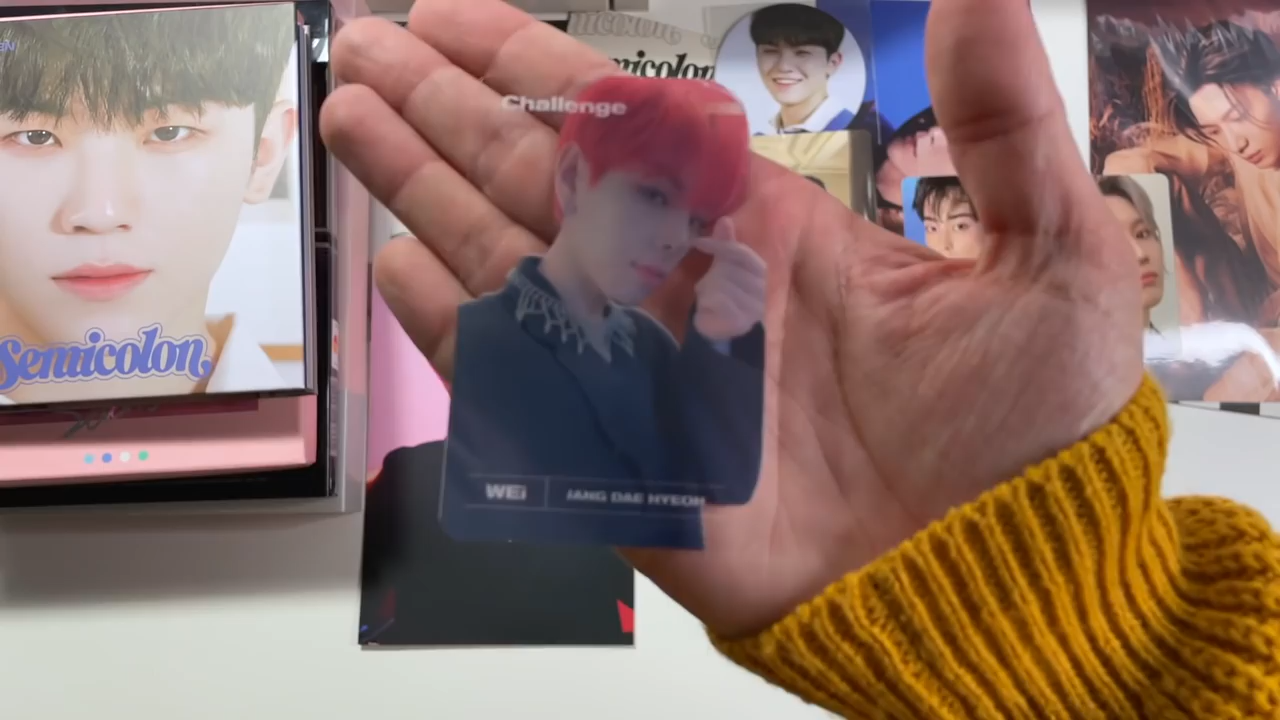 Semicolon
Challenge
Semicolon,
WEi
JANG DAE HYEON